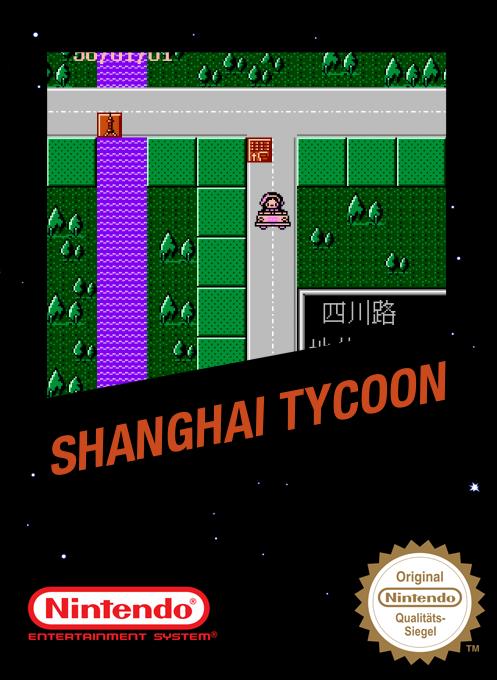 四川路
SHANGHAI TYCOON
Nintendo®
ENTERTAINMENT SYSTEM®
Original
Nintendo
Qualitäts-
Siegel
TM